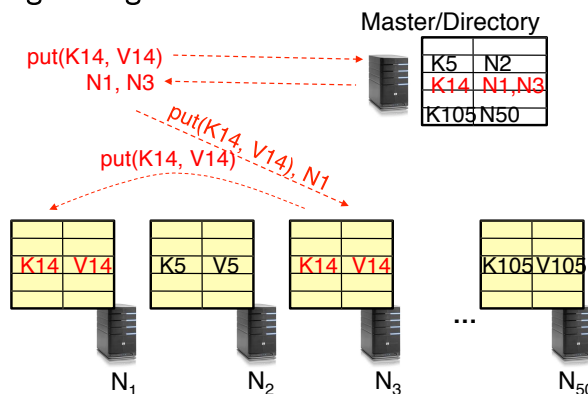 Master/Directory
put(K14, V14)
N1, N3
K5 N2
K14 N1,N3
K105 N50
put(K14, V14), N1
put(K14, V14)
K14 V14
K5 V5
K14 V14
K105 V105
...
N1
N2
N3
N50